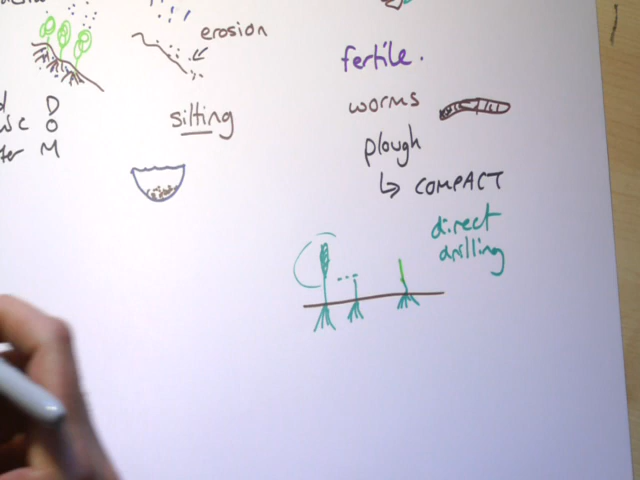 erosion
fertile.
D
O
M
silting
worms
plough
↳ COMPACT
direct
drilling